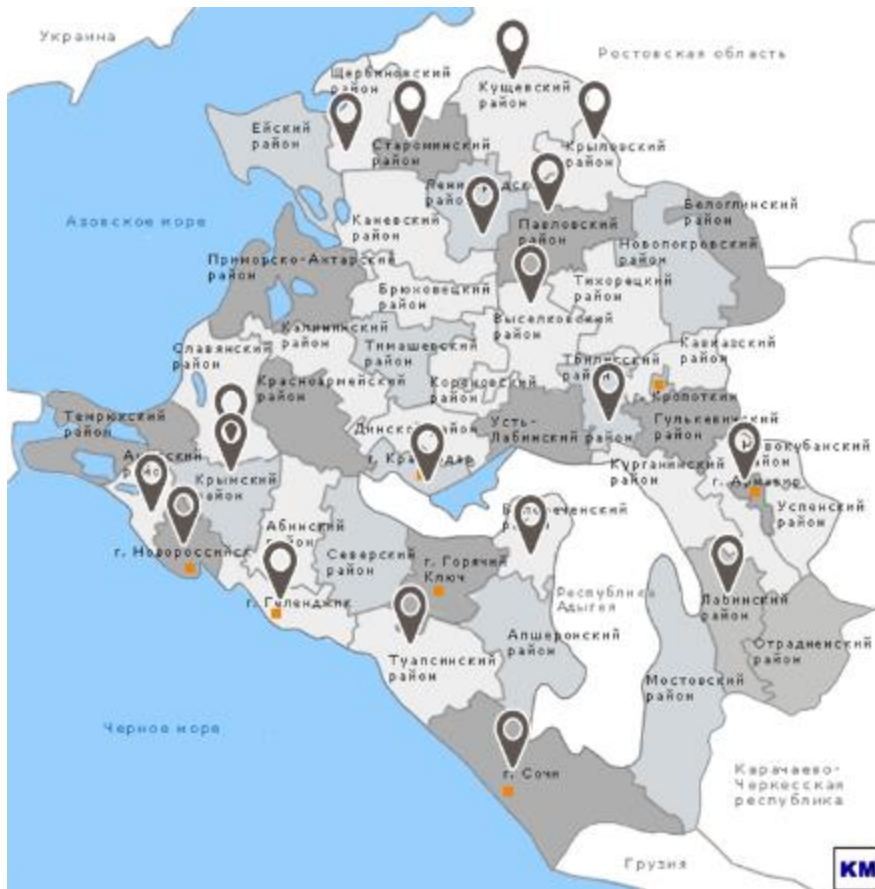 Украина
Ростовская область
Щербиновский
район
Кущевский
район
Ейский
район
Староминский
район
Крыловский
район
район
Азовское море
Каневский
район
Павловский
район
Белоглинский
район
Новопокровский
район
Приморско-Ахтарский
район
Брюховецкий
район
Тихорецкий
район
Выселковский
район
Калининский
район
Славянский
район
Тимашевский
район
Тбилисский
район
Кавказский
район
Красноармейский
район
Кореновский
район
г. Кропоткин
Темрюкский
район
Динской район
Усть-
Лабинский район
Гулькевичский
район
Новокубанский
район
г. Краснодар
Курганинский
район
г. Армавир
Крымский
район
Успенский
район
Абинский
район
Белореченский
район
г. Новороссийск
Северский
район
г. Горячий
Ключ
Республика
Адыгея
г. Геленджик
Лабинский
район
Апшеронский
район
Отрадненский
район
Туапсинский
район
Мостовский
район
Черное море
г. Сочи
Карачаево-
Черкесская
республика
Грузия
КМ